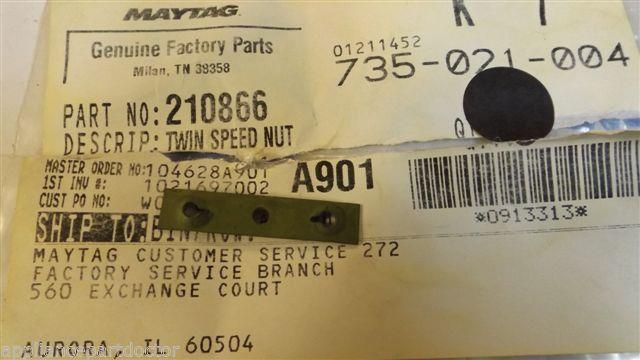 MAYTAG
Genuine Factory Parts
Milan, TN 38358
K
01211452
735-021-004
PART NO: 210866
DESCRIP: TWIN SPEED NUT
MASTER ORDER NO: 104628A901
1ST INV #: 1021697002
CUST PO NO:
A901
*0913313*
SHIP TO:
MAYTAG CUSTOMER SERVICE 272
FACTORY SERVICE BRANCH
560 EXCHANGE COURT
AURORA, IL 60504
appliancepartdoctor